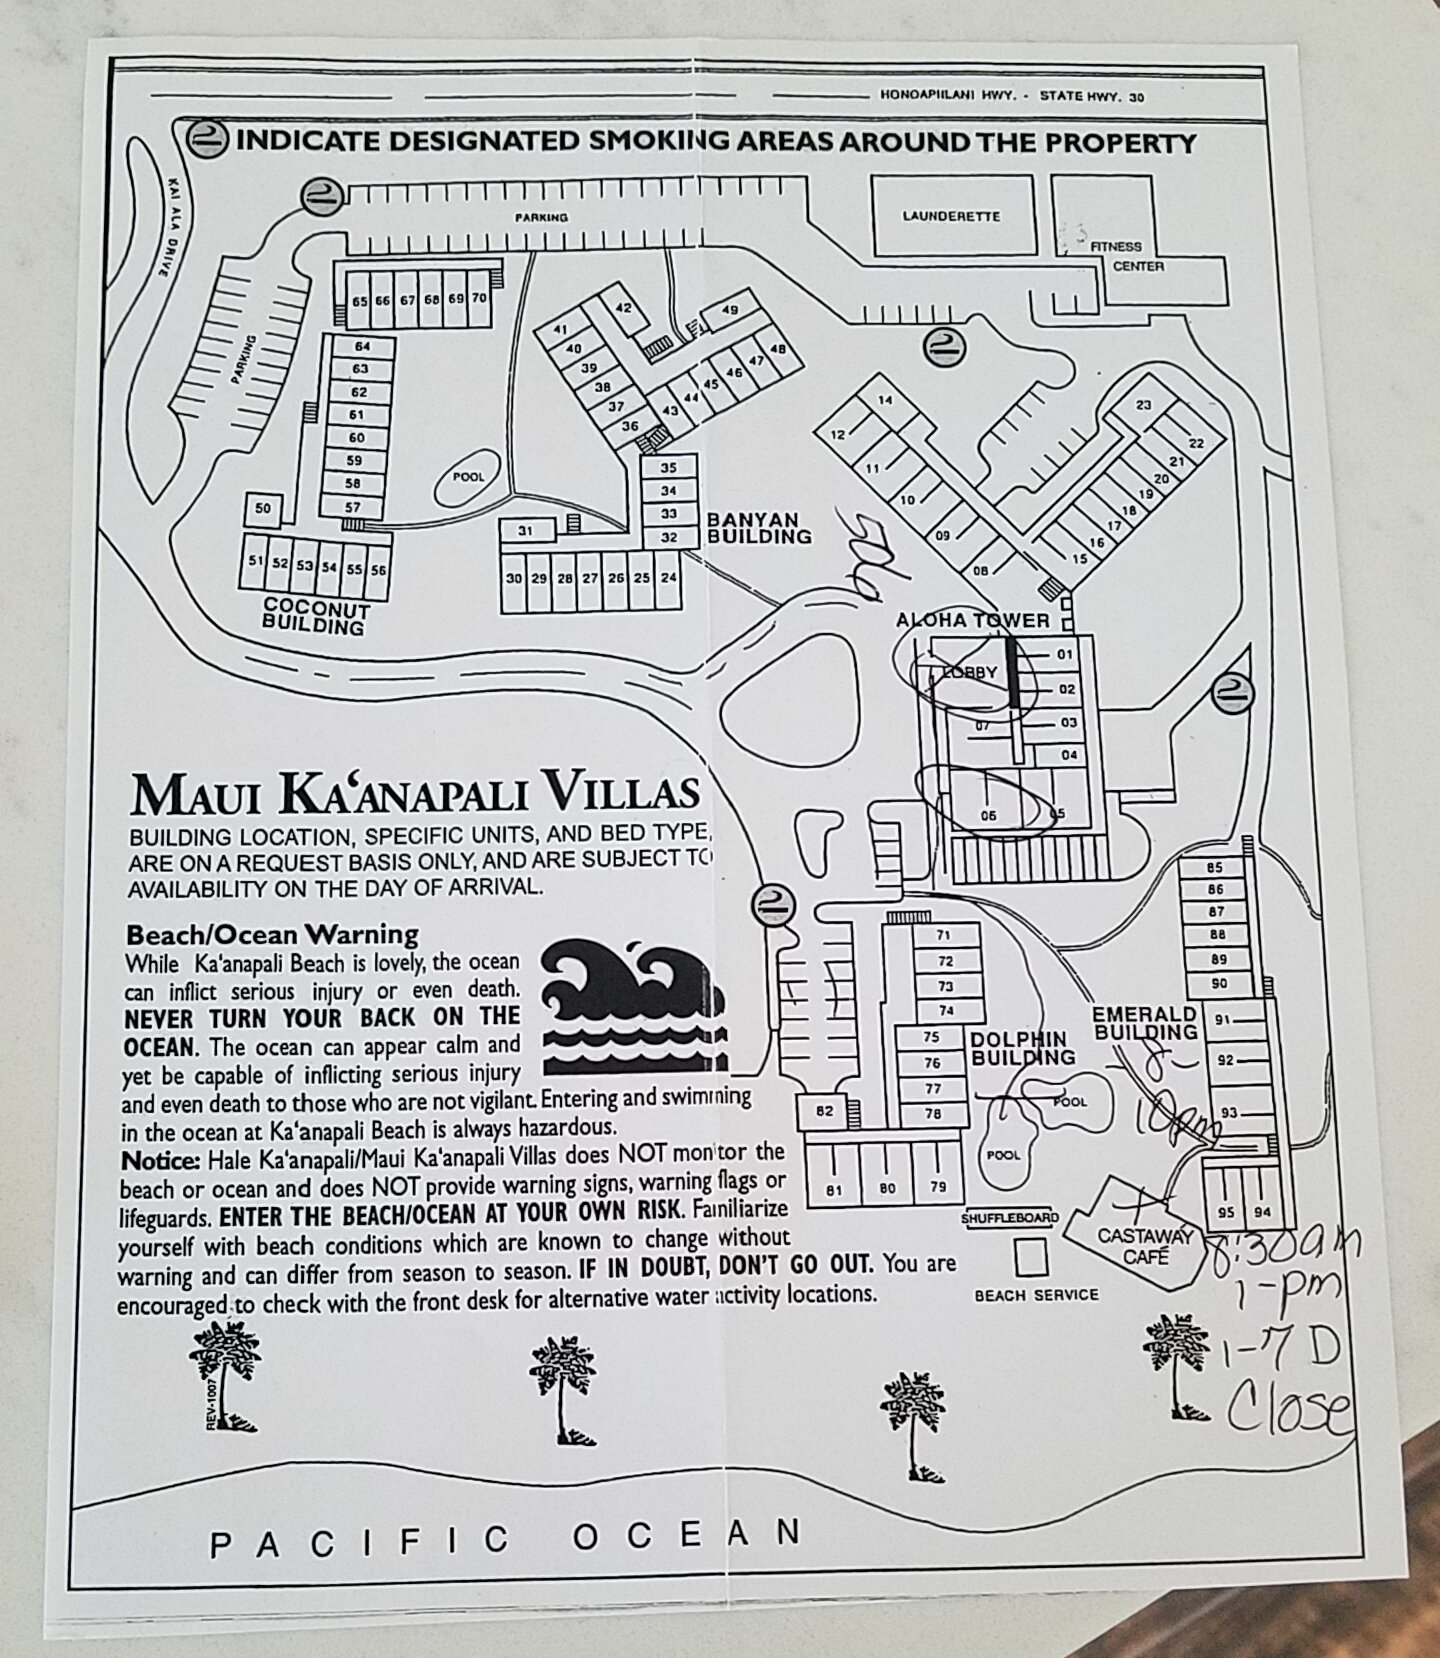 HONOAPIILANI HWY. - STATE HWY. 30
INDICATE DESIGNATED SMOKING AREAS AROUND THE PROPERTY
KAI ALA DRIVE
PARKING
LAUNDERETTE
FITNESS
CENTER
PARKING
65 66 67 68 69 70
64
63
62
61
60
59
58
57
50
51 52 53 54 55 56
COCONUT
BUILDING
POOL
42
41
40
39
38
37
36
49
48
47
46
45
44
43
35
34
33
32
31
30 29 28 27 26 25 24
BANYAN
BUILDING
14
12
11
10
09
08
23
22
21
20
19
18
17
16
15
506
ALOHA TOWER
LOBBY
01
02
03
04
07
06
05
MAUI KA‘ANAPALI VILLAS
BUILDING LOCATION, SPECIFIC UNITS, AND BED TYPE,
ARE ON A REQUEST BASIS ONLY, AND ARE SUBJECT TO
AVAILABILITY ON THE DAY OF ARRIVAL.
Beach/Ocean Warning
While Ka‘anapali Beach is lovely, the ocean
can inflict serious injury or even death.
NEVER TURN YOUR BACK ON THE
OCEAN. The ocean can appear calm and
yet be capable of inflicting serious injury
and even death to those who are not vigilant. Entering and swimming
in the ocean at Ka‘anapali Beach is always hazardous.
Notice: Hale Ka‘anapali/Maui Ka‘anapali Villas does NOT monitor the
beach or ocean and does NOT provide warning signs, warning flags or
lifeguards. ENTER THE BEACH/OCEAN AT YOUR OWN RISK. Familiarize
yourself with beach conditions which are known to change without
warning and can differ from season to season. IF IN DOUBT, DON’T GO OUT. You are
encouraged to check with the front desk for alternative water activity locations.
71
72
73
74
75
76
77
78
82
81 80 79
DOLPHIN
BUILDING
85
86
87
88
89
90
91
92
93
95 94
EMERALD
BUILDING
8-
10pm
POOL
POOL
SHUFFLEBOARD
BEACH SERVICE
CASTAWAY
CAFÉ
8:30am
1-pm
1-7 D
Close
REV-1007
PACIFIC OCEAN